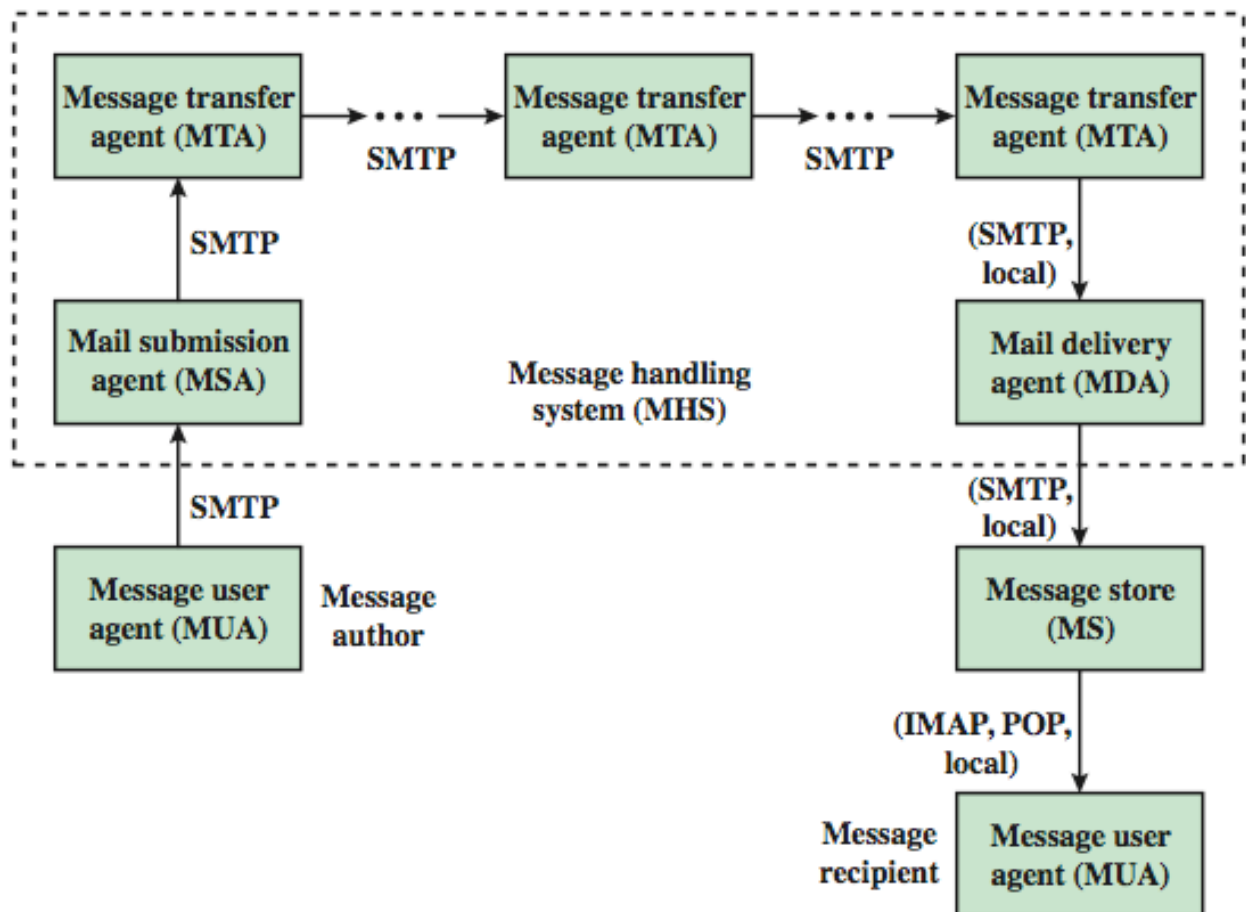 Message transfer
agent (MTA)
SMTP
Message transfer
agent (MTA)
SMTP
Message transfer
agent (MTA)
SMTP
(SMTP,
local)
Mail submission
agent (MSA)
Message handling
system (MHS)
Mail delivery
agent (MDA)
SMTP
(SMTP,
local)
Message user
agent (MUA)
Message
author
Message store
(MS)
(IMAP, POP,
local)
Message
recipient
Message user
agent (MUA)